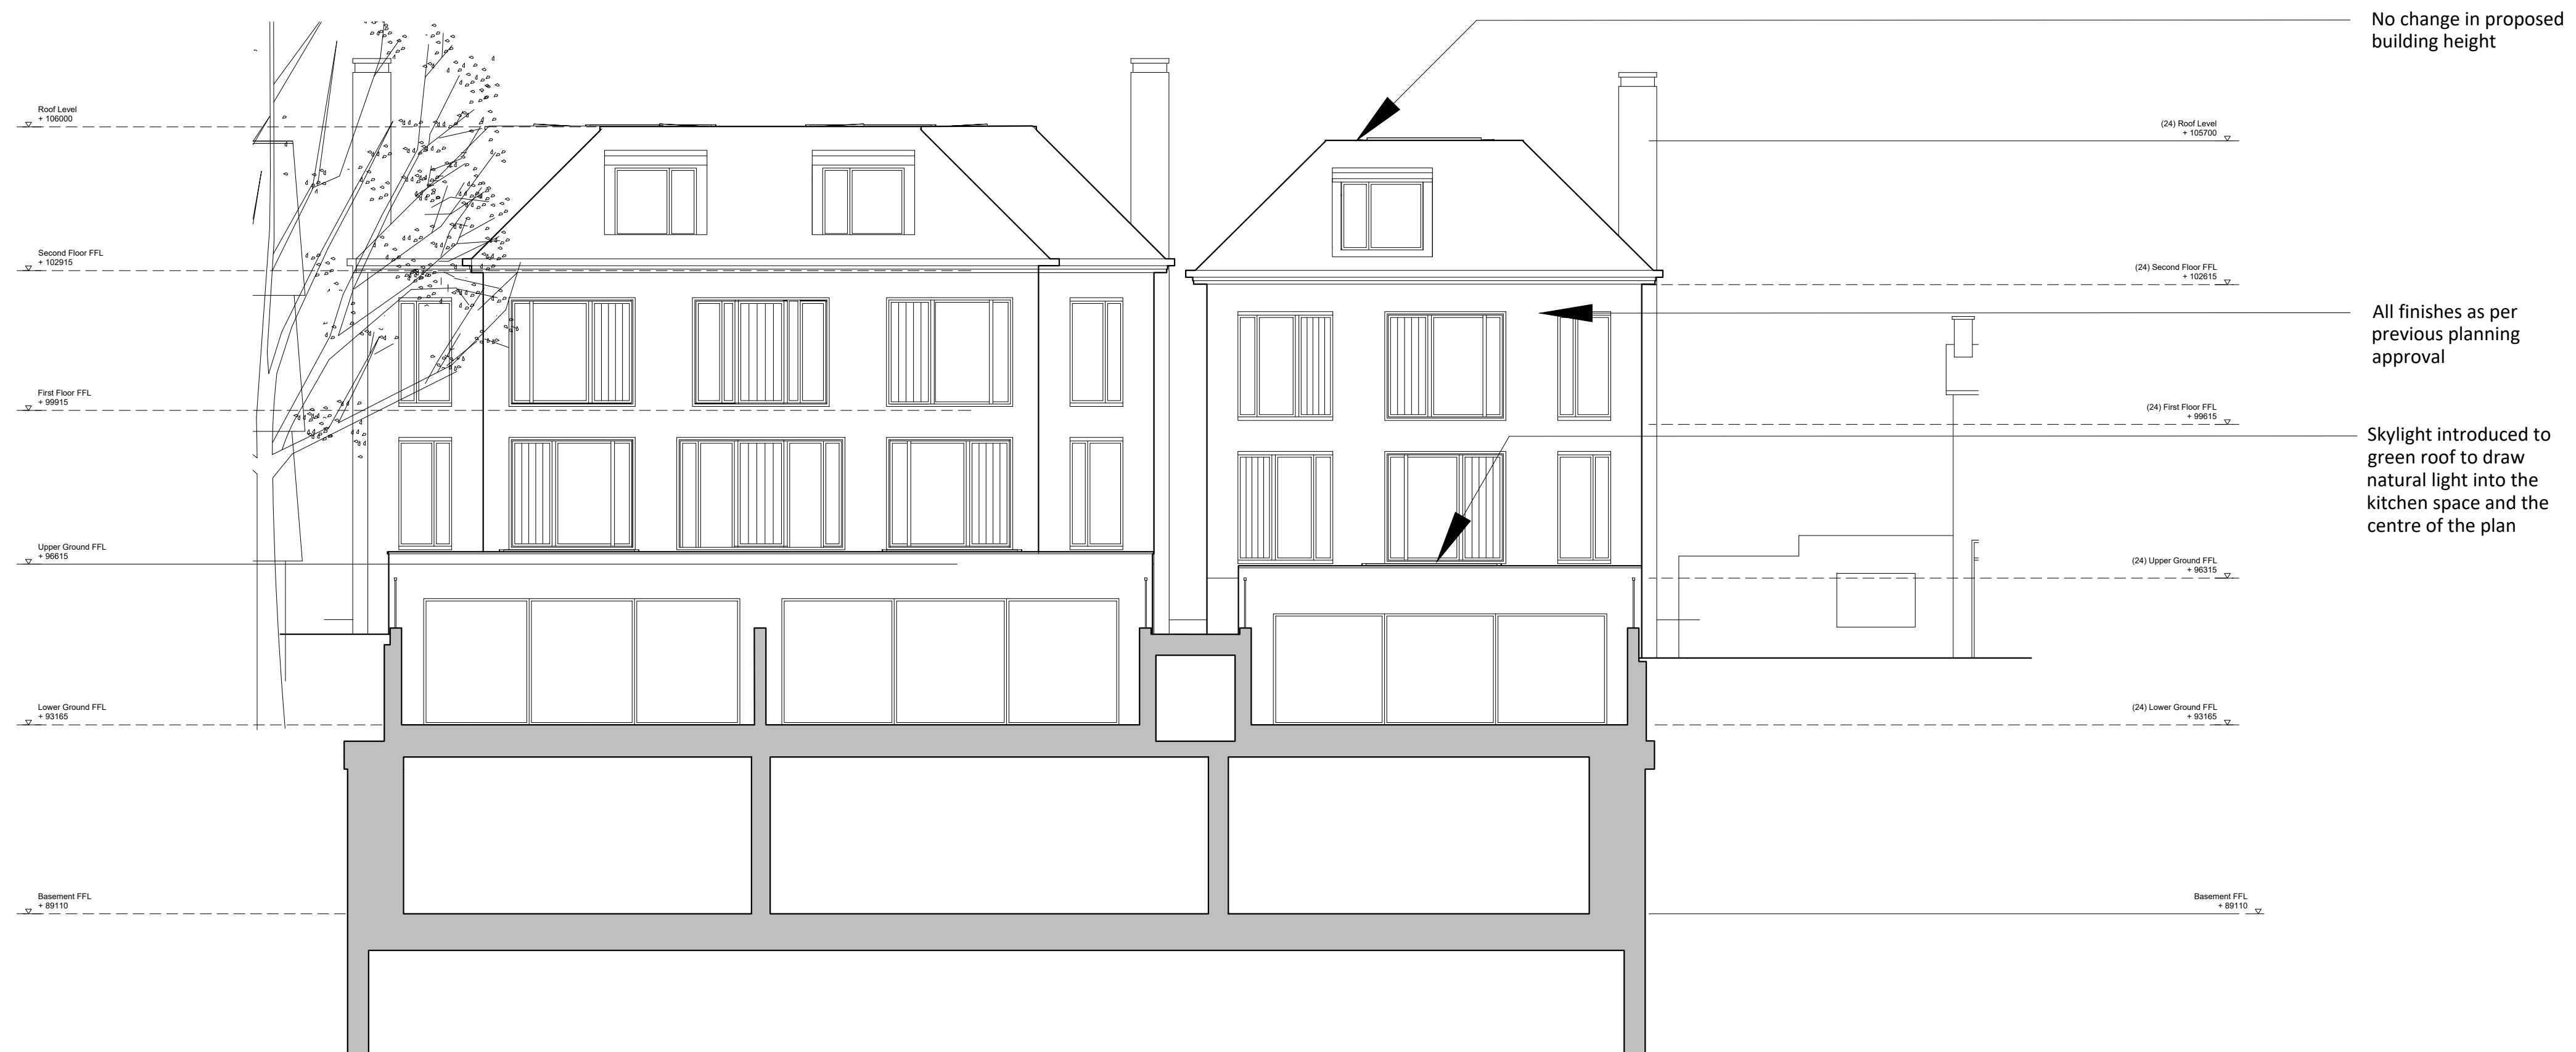 No change in proposed
building height
Roof Level
+ 106000
(24) Roof Level
+ 105700
Second Floor FFL
+ 102915
(24) Second Floor FFL
+ 102615
All finishes as per
previous planning
approval
First Floor FFL
+ 99915
(24) First Floor FFL
+ 99615
Skylight introduced to
green roof to draw
natural light into the
kitchen space and the
centre of the plan
Upper Ground FFL
+ 96615
(24) Upper Ground FFL
+ 96315
Lower Ground FFL
+ 93165
(24) Lower Ground FFL
+ 93165
Basement FFL
+ 89110
Basement FFL
+ 89110